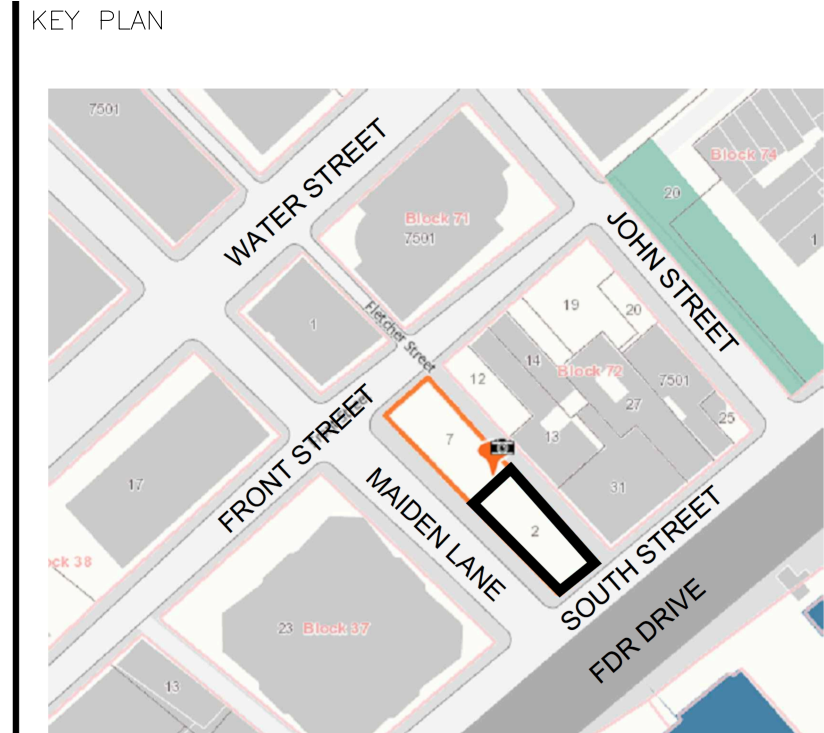 KEY PLAN
7501
WATER STREET
Block 74
20
1
Block 71
7501
JOHN STREET
1
Fletcher Street
19
20
14
Block 72
7501
12
27
25
7
13
FRONT STREET
17
31
MAIDEN LANE
2
SOUTH STREET
ck 38
FDR DRIVE
23 Block 37
13